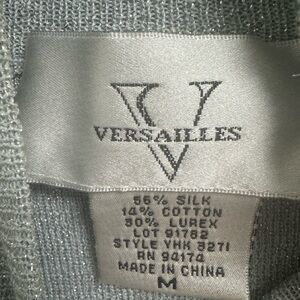 V
VERSAILLES
56% SILK
14% COTTON
30% LUREX
LOT 91782
STYLE YHK 3271
RN 94174
MADE IN CHINA
M